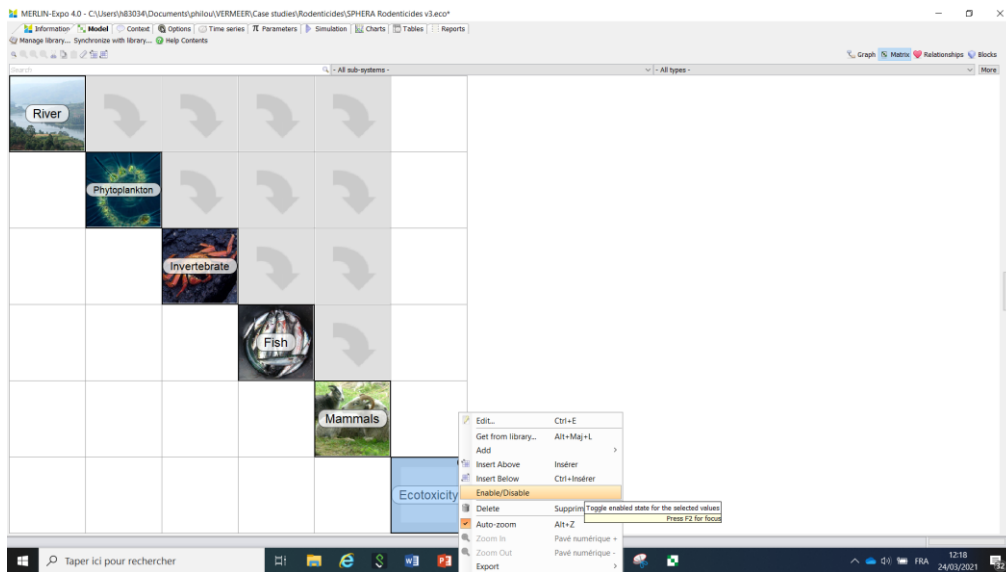 MERLIN-Expo 4.0 - C:\Users\h83034\Documents\philou\VERMEER\Case studies\Rodenticides\SPHERA Rodenticides v3.eco*
Information Model Context Options Time series Parameters Simulation Charts Tables Reports
Manage library... Synchronize with library... Help Contents
Graph Matrix Relationships Blocks
Search - All sub-systems - - All types - More
River
Phytoplankton
Invertebrate
Fish
Mammals
Ecotoxicity
Edit... Ctrl+E
Get from library... Alt+Maj+L
Add
Insert Above Insérer
Insert Below Ctrl+Insérer
Enable/Disable
Delete Supprim
Toggle enabled state for the selected values
Press F2 for focus
Auto-zoom Alt+Z
Zoom In Pavé numérique +
Zoom Out Pavé numérique -
Export
Taper ici pour rechercher
FRA
12:18
24/03/2021